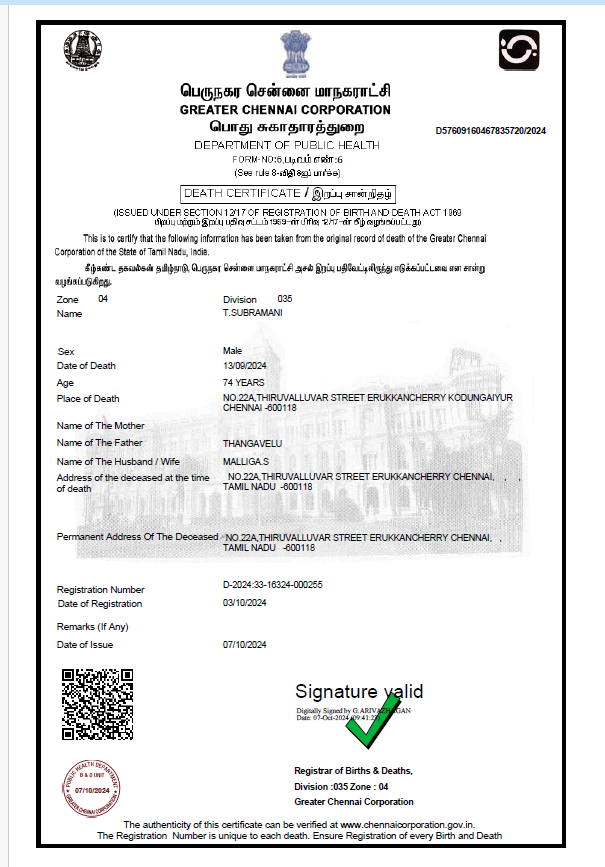 பெருநகர சென்னை மாநகராட்சி
GREATER CHENNAI CORPORATION
பொது சுகாதாரத்துறை
D57609160467835720/2024
DEPARTMENT OF PUBLIC HEALTH
FORM-NO:6,படிவம் எண்:6
(See rule 8-விதி 8ஐப் பார்க்க)
DEATH CERTIFICATE / இறப்பு சான்றிதழ்
(ISSUED UNDER SECTION 12/17 OF REGISTRATION OF BIRTH AND DEATH ACT 1969
பிறப்பு மற்றும் இறப்பு பதிவு சட்டம் 1969-ன் பிரிவு 12/17-ன் கீழ் வழங்கப்பட்டது)
This is to certify that the following information has been taken from the original record of death of the Greater Chennai
Corporation of the State of Tamil Nadu, India.
கீழ்கண்ட தகவல்கள் தமிழ்நாடு, பெருநகர சென்னை மாநகராட்சி அசல் இறப்பு பதிவேட்டிலிருந்து எடுக்கப்பட்டவை என சான்று
வழங்கப்படுகிறது.
Zone 04 Division 035
Name T.SUBRAMANI
Sex Male
Date of Death 13/09/2024
Age 74 YEARS
Place of Death NO.22A,THIRUVALLUVAR STREET ERUKKANCHERRY KODUNGAIYUR
CHENNAI -600118
Name of The Mother
Name of The Father THANGAVELU
Name of The Husband / Wife MALLIGA.S
Address of the deceased at the time NO.22A,THIRUVALLUVAR STREET ERUKKANCHERRY CHENNAI, , ,
of death TAMIL NADU -600118
Permanent Address Of The Deceased NO.22A,THIRUVALLUVAR STREET ERUKKANCHERRY CHENNAI, ,
TAMIL NADU -600118
Registration Number D-2024:33-16324-000255
Date of Registration 03/10/2024
Remarks (If Any)
Date of Issue 07/10/2024
Signature valid
Digitally Signed by G.ARIVAZHAGAN
Date: 07-Oct-2024 (09:41:23)
PUBLIC HEALTH DEPARTMENT
B & D UNIT
07/10/2024
GREATER CHENNAI CORPORATION
Registrar of Births & Deaths,
Division :035 Zone : 04
Greater Chennai Corporation
The authenticity of this certificate can be verified at www.chennaicorporation.gov.in.
The Registration Number is unique to each death. Ensure Registration of every Birth and Death